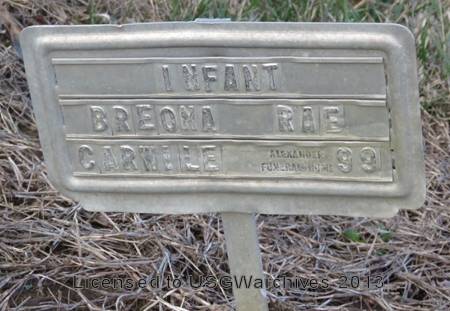 INFANT
BREONA RAE
CARWILE ALEXANDER FUNERAL HOME 99
Licensed to USGWarchives 2013